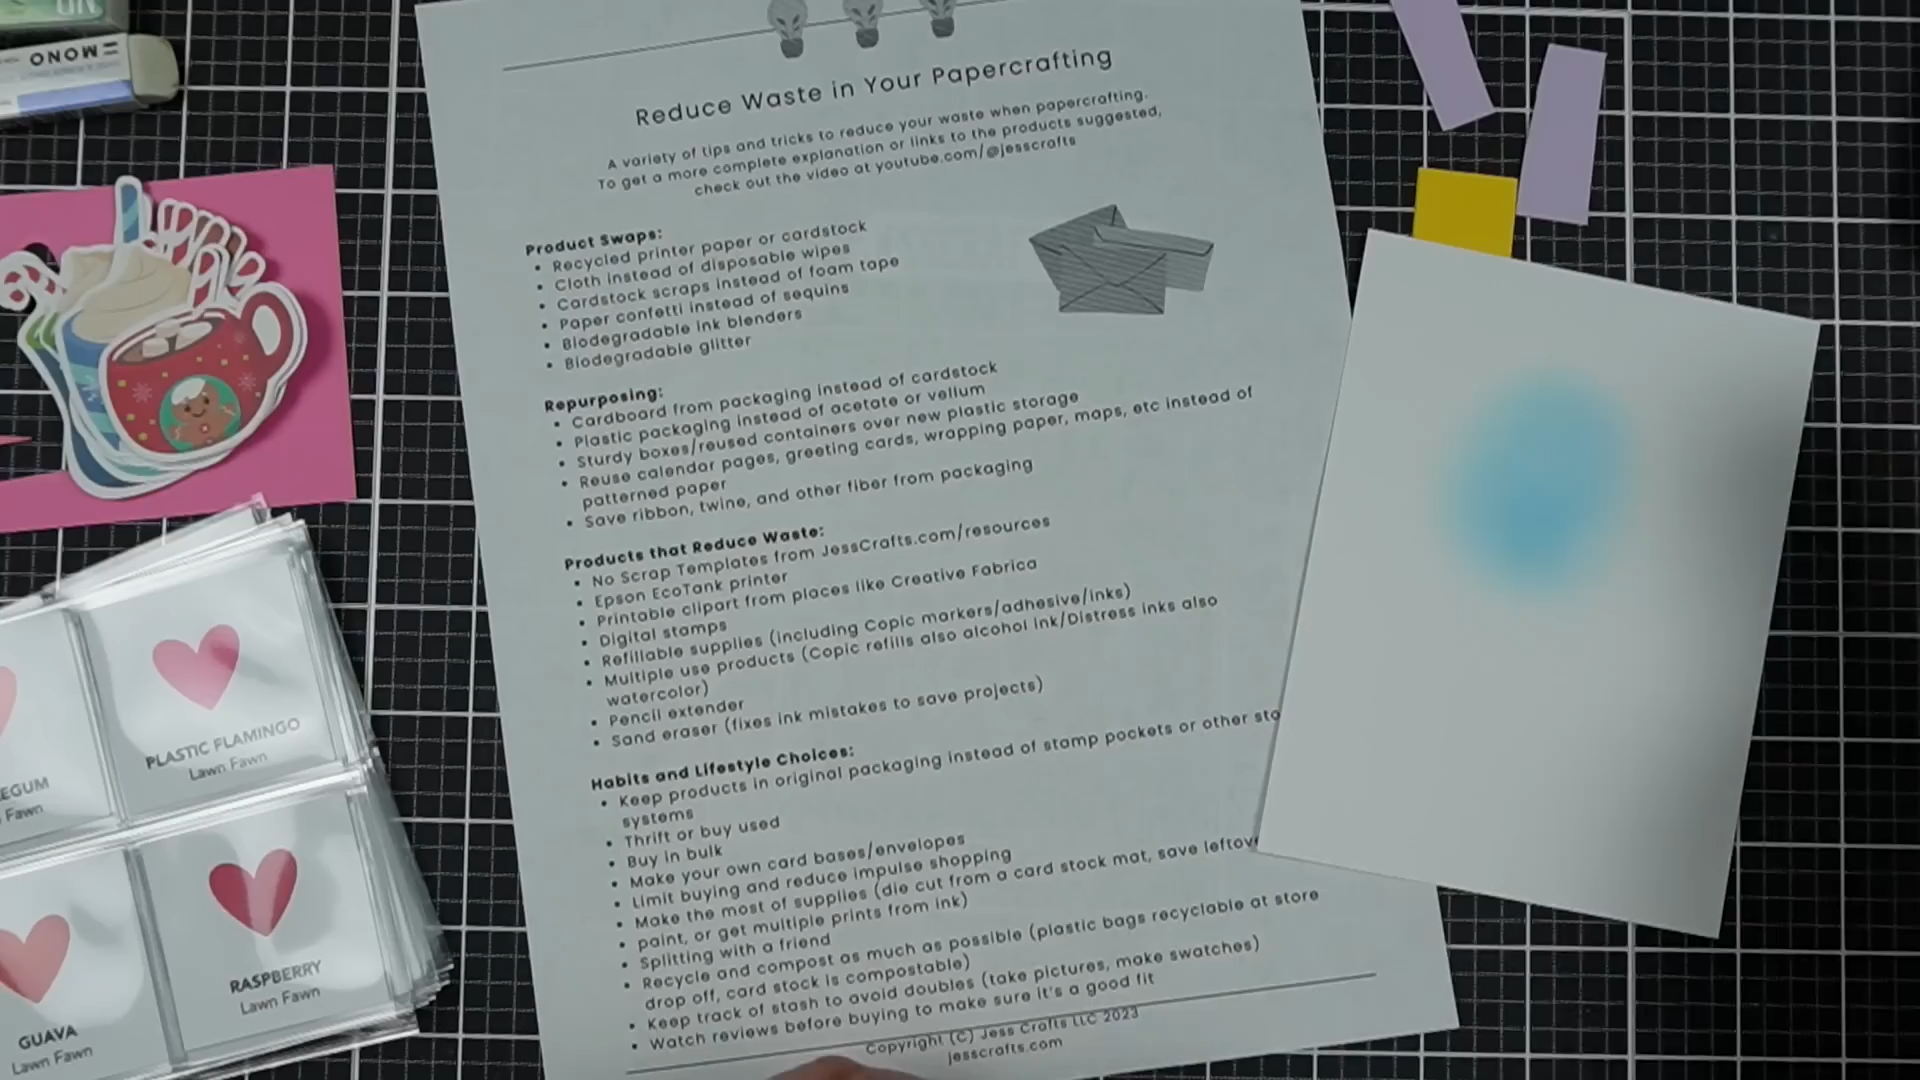 MONO
Reduce Waste in Your Papercrafting
A variety of tips and tricks to reduce your waste when papercrafting.
To get a more complete explanation or links to the products suggested,
check out the video at youtube.com/@jesscrafts
Product Swaps:
• Recycled printer paper or cardstock
• Cloth instead of disposable wipes
• Cardstock scraps instead of foam tape
• Paper confetti instead of sequins
• Biodegradable ink blenders
• Biodegradable glitter
Repurposing:
• Cardboard from packaging instead of cardstock
• Plastic packaging instead of acetate or vellum
• Sturdy boxes/reused containers over new plastic storage
• Reuse calendar pages, greeting cards, wrapping paper, maps, etc instead of
patterned paper
• Save ribbon, twine, and other fiber from packaging
Products that Reduce Waste:
• No Scrap Templates from JessCrafts.com/resources
• Epson EcoTank printer
• Printable clipart from places like Creative Fabrica
• Digital stamps
• Refillable supplies (including Copic markers/adhesive/inks)
• Multiple use products (Copic refills also alcohol ink/Distress inks also
watercolor)
• Pencil extender
• Sand eraser (fixes ink mistakes to save projects)
Habits and Lifestyle Choices:
• Keep products in original packaging instead of stamp pockets or other sto
systems
• Thrift or buy used
• Buy in bulk
• Make your own card bases/envelopes
• Limit buying and reduce impulse shopping
• Make the most of supplies (die cut from a card stock mat, save leftov
• paint, or get multiple prints from ink)
• Splitting with a friend
• Recycle and compost as much as possible (plastic bags recyclable at store
drop off, card stock is compostable)
• Keep track of stash to avoid doubles (take pictures, make swatches)
• Watch reviews before buying to make sure it's a good fit
Copyright (C) Jess Crafts LLC 2023
jesscrafts.com
EGUM
Fawn
PLASTIC FLAMINGO
Lawn Fawn
GUAVA
Lawn Fawn
RASPBERRY
Lawn Fawn